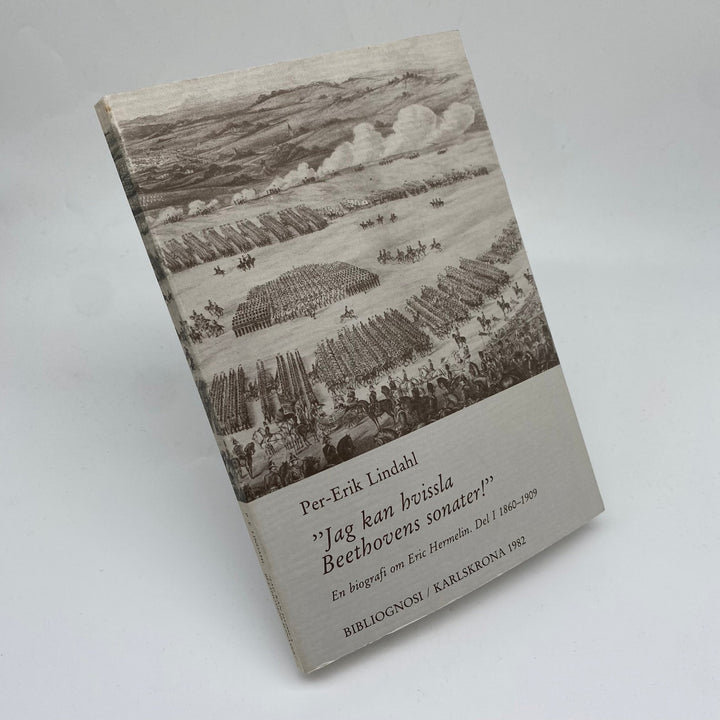 Per-Erik Lindahl
”Jag kan hvissla
Beethovens sonater!”
En biografi om Eric Hermelin. Del I 1860–1909
BIBLIOGNOSI / KARLSKRONA 1982